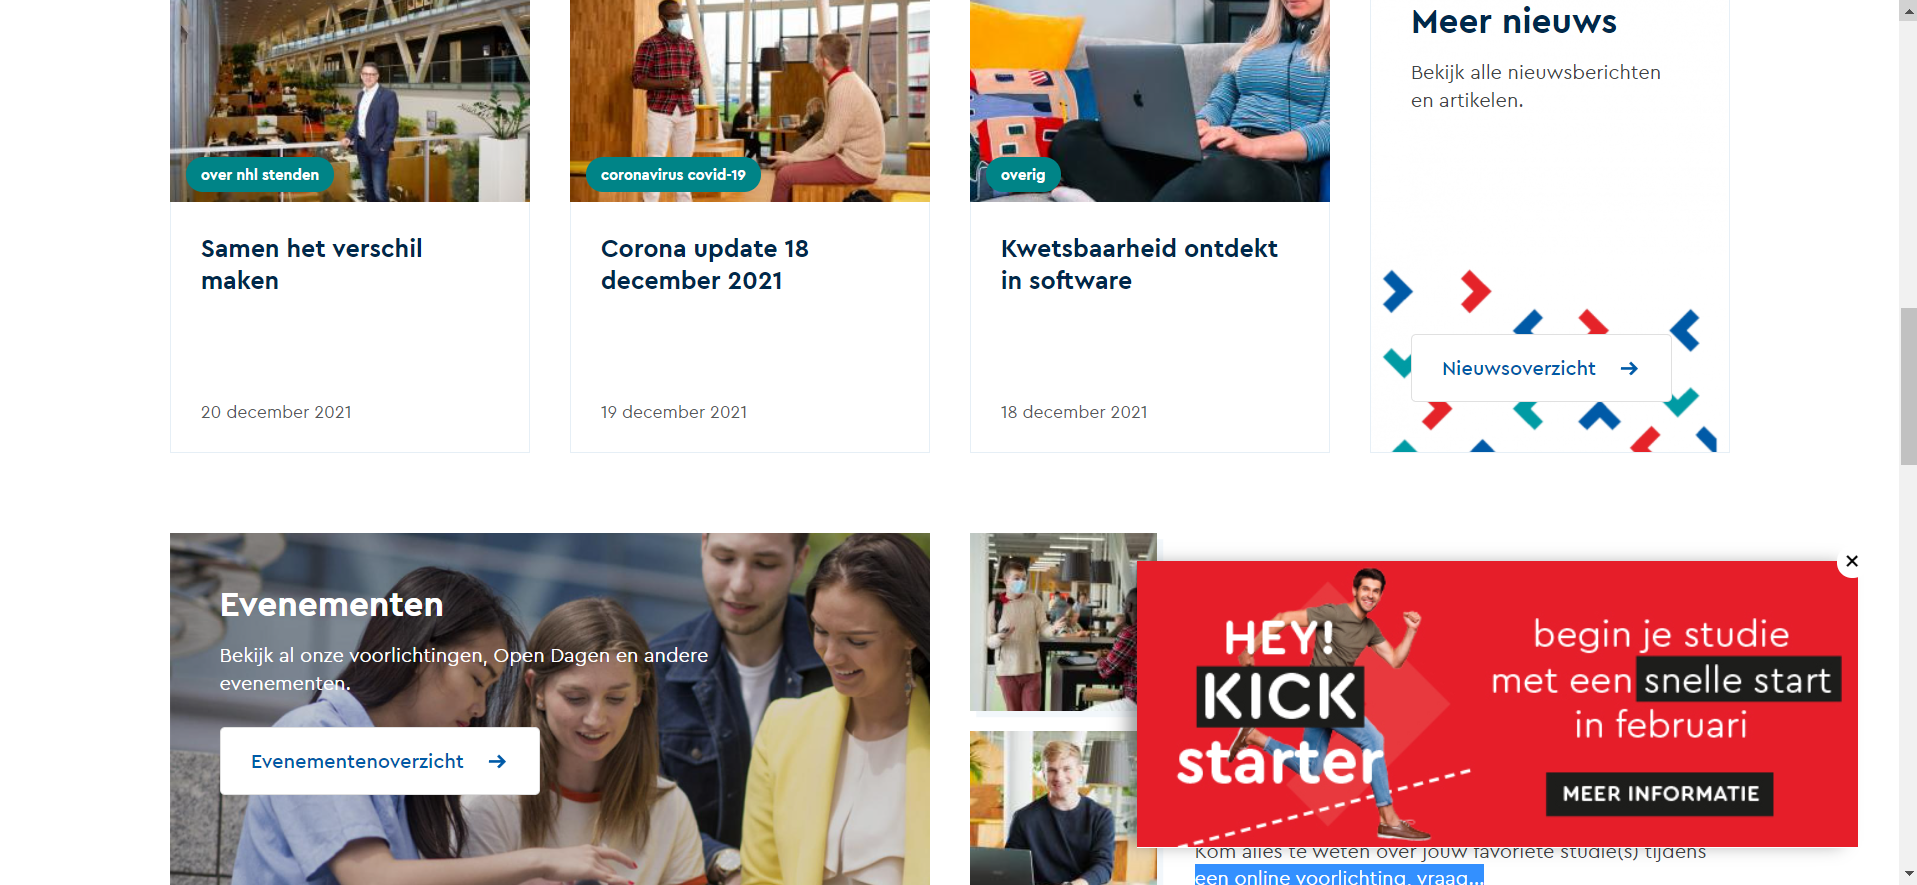 over nhl stenden
Samen het verschil
maken
20 december 2021
coronavirus covid-19
Corona update 18
december 2021
19 december 2021
overig
Kwetsbaarheid ontdekt
in software
18 december 2021
Meer nieuws
Bekijk alle nieuwsberichten
en artikelen.
Nieuwsoverzicht
Evenementen
Bekijk al onze voorlichtingen, Open Dagen en andere
evenementen.
Evenementenoverzicht
HEY!
KICK
starter
begin je studie
met een snelle start
in februari
MEER INFORMATIE
Kom alles te weten over jouw favoriete studie(s) tijdens
een online voorlichting, vraag...